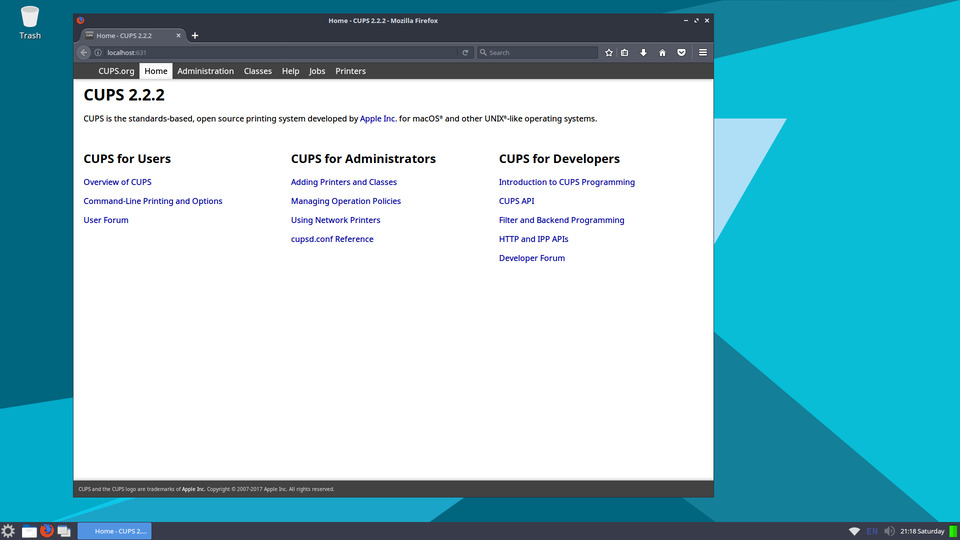 Trash
Home - CUPS 2.2.2 - Mozilla Firefox
Home - CUPS 2.2.2
localhost:631
Search
CUPS.org Home Administration Classes Help Jobs Printers
CUPS 2.2.2
CUPS is the standards-based, open source printing system developed by Apple Inc. for macOS® and other UNIX®-like operating systems.
CUPS for Users
Overview of CUPS
Command-Line Printing and Options
User Forum
CUPS for Administrators
Adding Printers and Classes
Managing Operation Policies
Using Network Printers
cupsd.conf Reference
CUPS for Developers
Introduction to CUPS Programming
CUPS API
Filter and Backend Programming
HTTP and IPP APIs
Developer Forum
CUPS and the CUPS logo are trademarks of Apple Inc. Copyright © 2007-2017 Apple Inc. All rights reserved.
Home - CUPS 2....
EN
21:18 Saturday